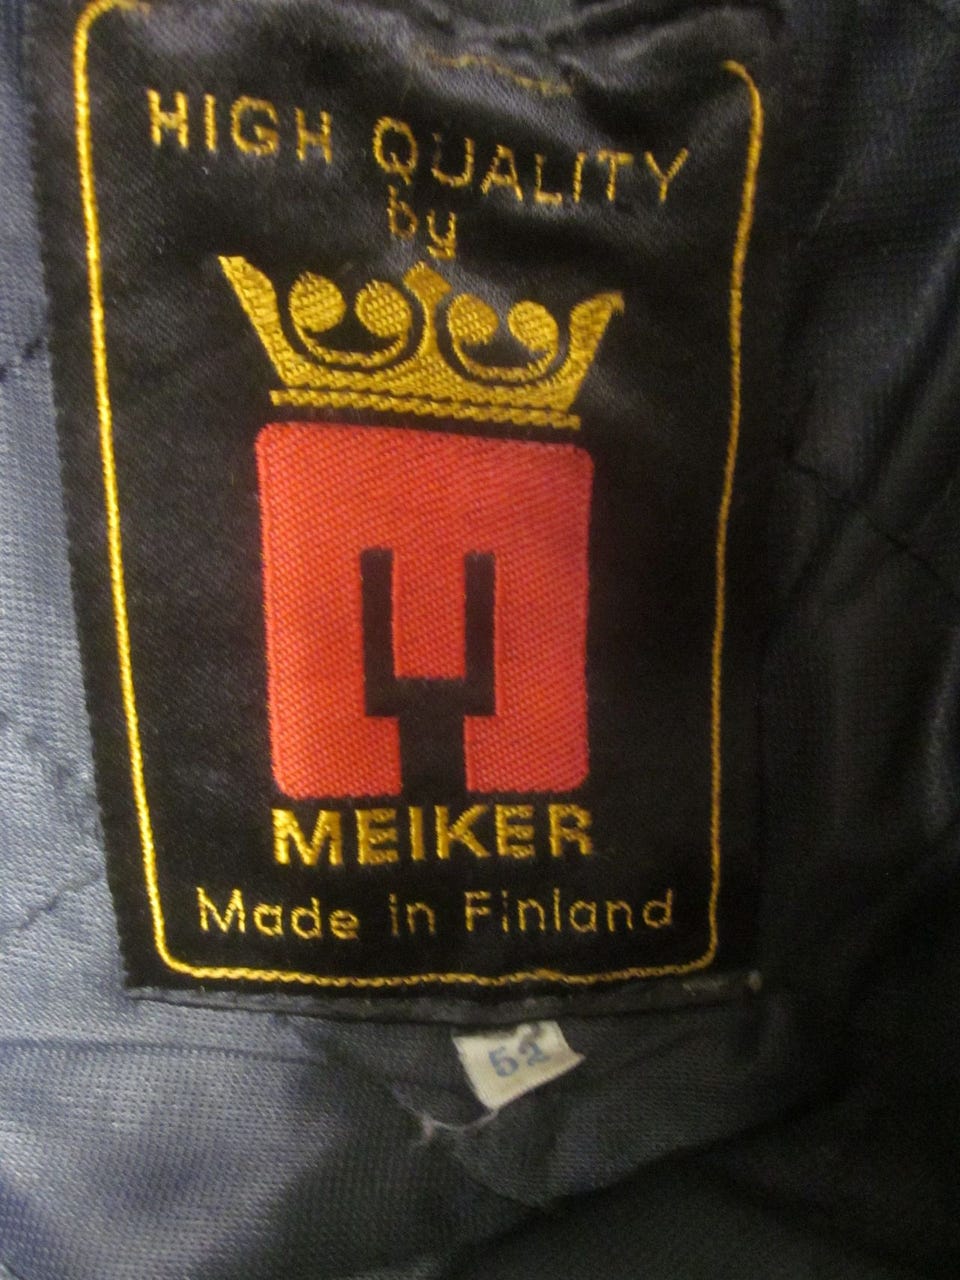 HIGH QUALITY
by
MEIKER
Made in Finland
52